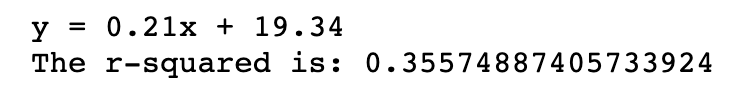 y = 0.21x + 19.34
The r-squared is: 0.35574887405733924